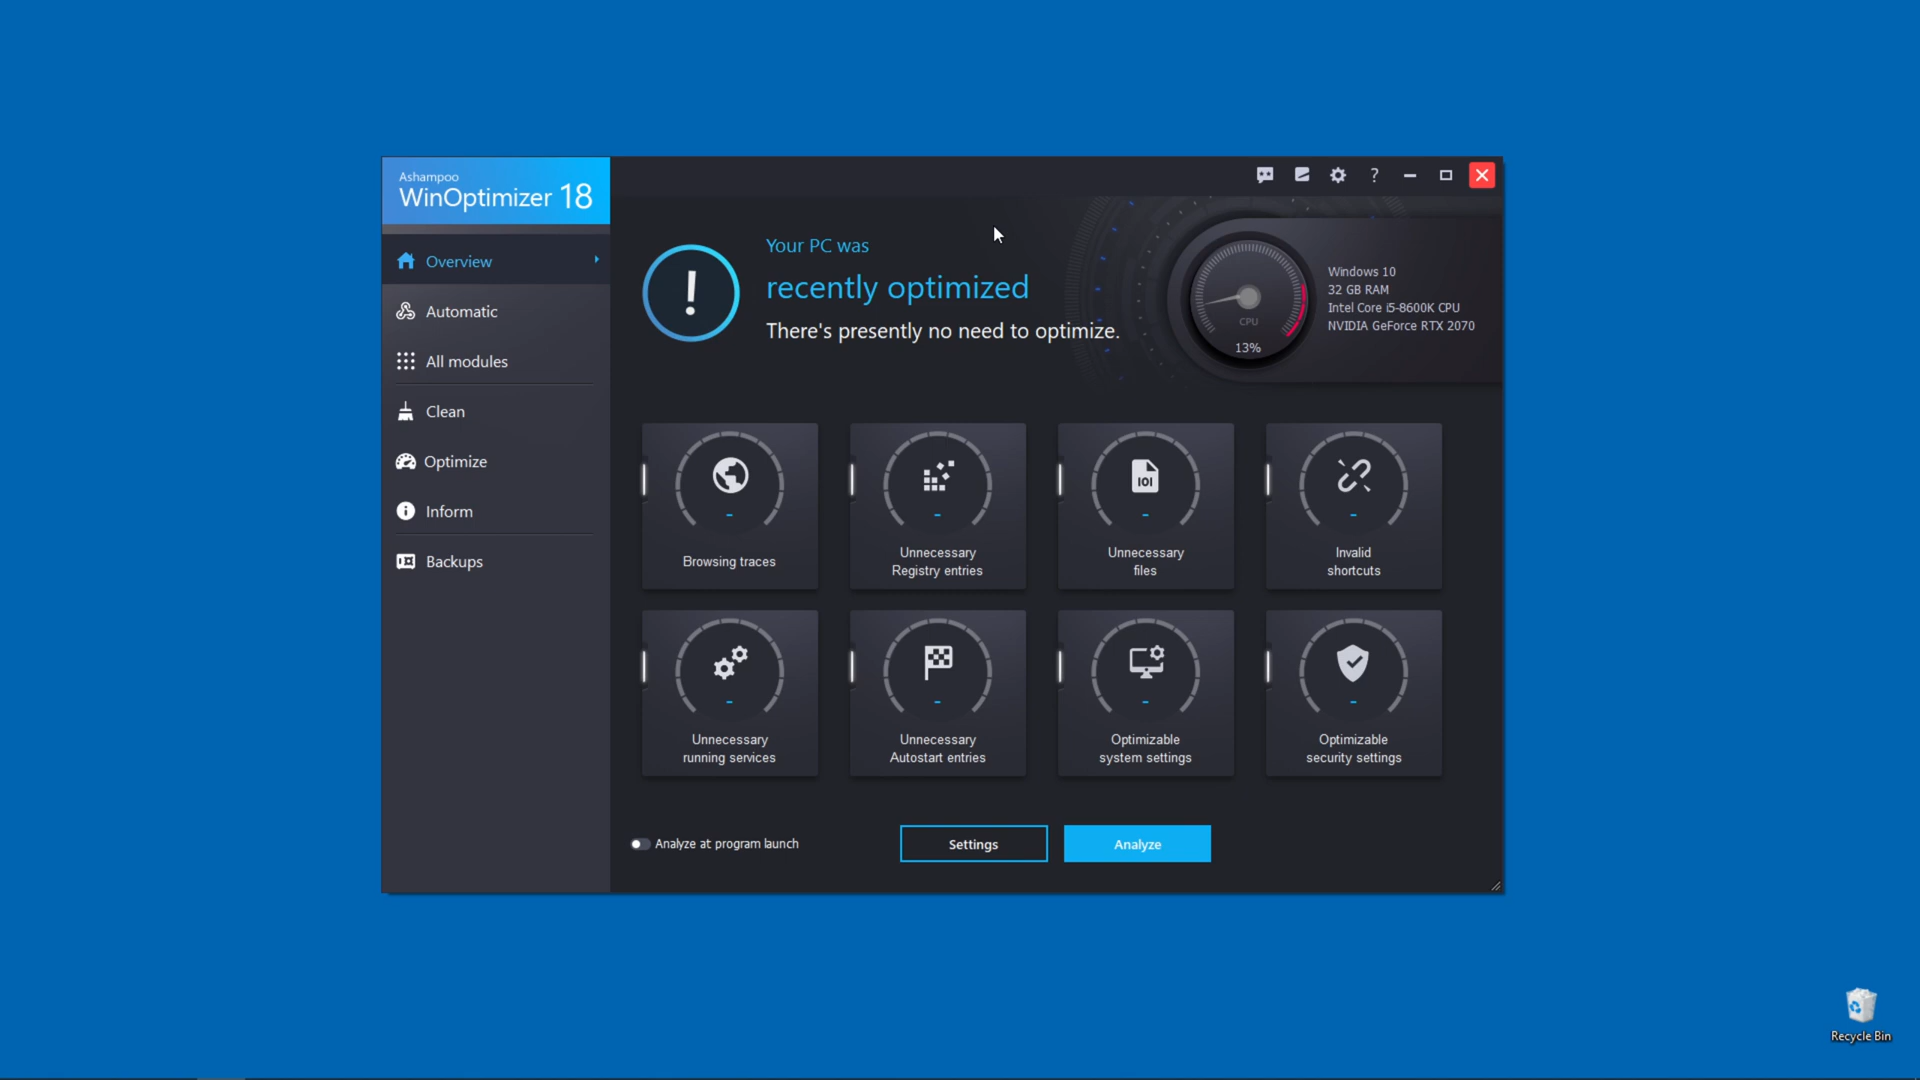 Ashampoo
WinOptimizer 18
?
Overview
Automatic
All modules
Clean
Optimize
Inform
Backups
Your PC was
recently optimized
There's presently no need to optimize.
CPU
13%
Windows 10
32 GB RAM
Intel Core i5-8600K CPU
NVIDIA GeForce RTX 2070
-
Browsing traces
-
Unnecessary
Registry entries
101
-
Unnecessary
files
-
Invalid
shortcuts
-
Unnecessary
running services
-
Unnecessary
Autostart entries
-
Optimizable
system settings
-
Optimizable
security settings
Analyze at program launch
Settings
Analyze
Recycle Bin